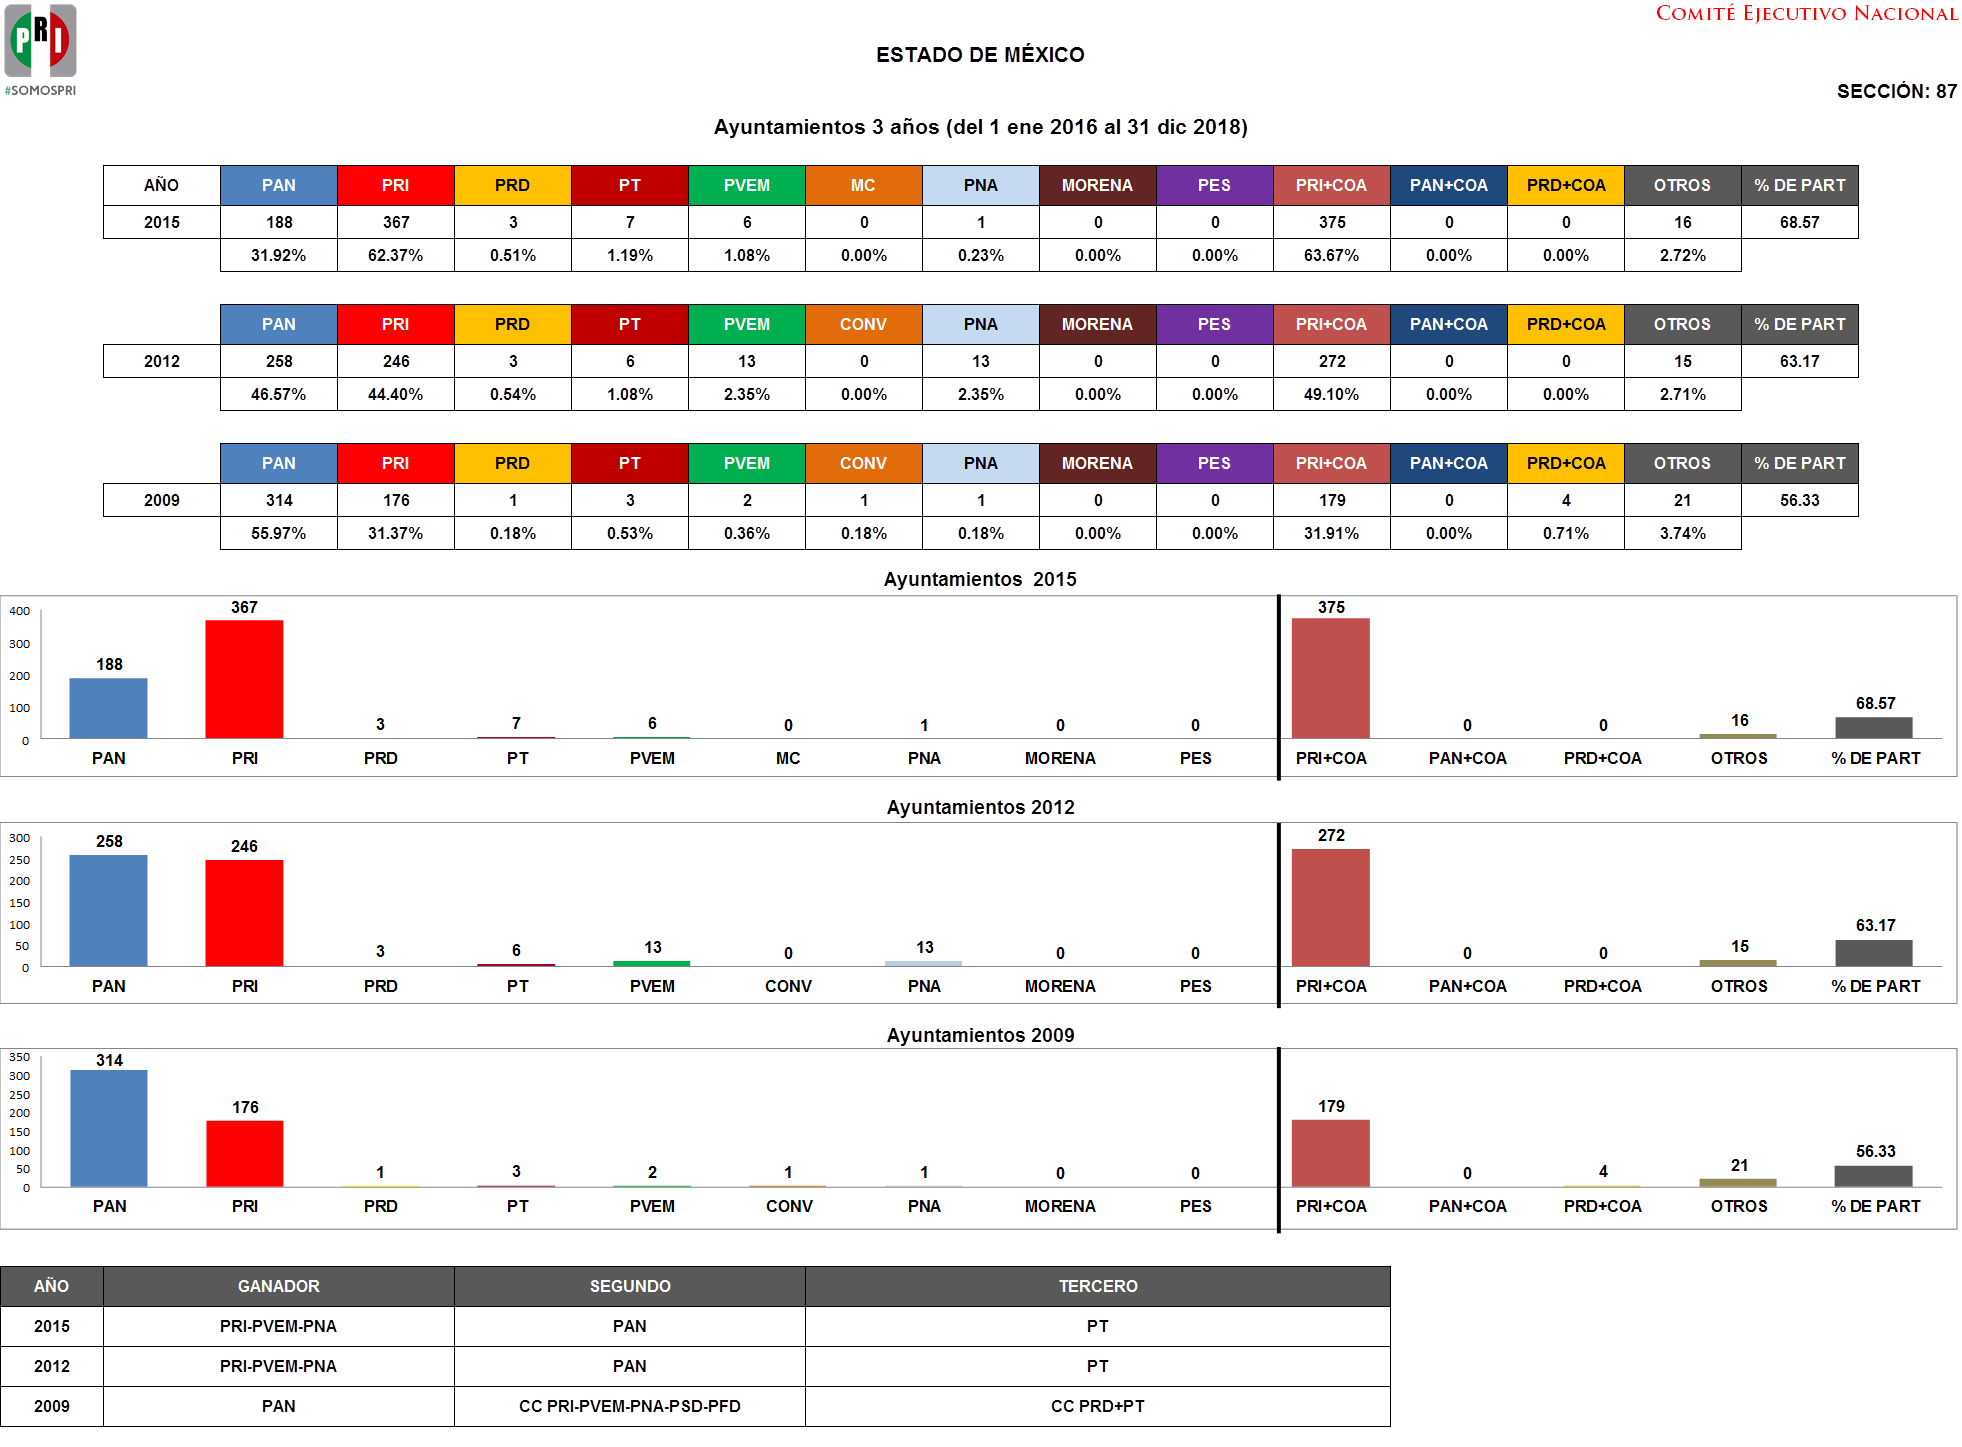 PRI
#SOMOSPRI
COMITÉ EJECUTIVO NACIONAL
ESTADO DE MÉXICO
SECCIÓN: 87
Ayuntamientos 3 años (del 1 ene 2016 al 31 dic 2018)
AÑO PAN PRI PRD PT PVEM MC PNA MORENA PES PRI+COA PAN+COA PRD+COA OTROS % DE PART
2015 188 367 3 7 6 0 1 0 0 375 0 0 16 68.57
31.92% 62.37% 0.51% 1.19% 1.08% 0.00% 0.23% 0.00% 0.00% 63.67% 0.00% 0.00% 2.72%
PAN PRI PRD PT PVEM CONV PNA MORENA PES PRI+COA PAN+COA PRD+COA OTROS % DE PART
2012 258 246 3 6 13 0 13 0 0 272 0 0 15 63.17
46.57% 44.40% 0.54% 1.08% 2.35% 0.00% 2.35% 0.00% 0.00% 49.10% 0.00% 0.00% 2.71%
PAN PRI PRD PT PVEM CONV PNA MORENA PES PRI+COA PAN+COA PRD+COA OTROS % DE PART
2009 314 176 1 3 2 1 1 0 0 179 0 4 21 56.33
55.97% 31.37% 0.18% 0.53% 0.36% 0.18% 0.18% 0.00% 0.00% 31.91% 0.00% 0.71% 3.74%
Ayuntamientos 2015
400
300
200
100
0
188 367 3 7 6 0 1 0 0 375 0 0 16 68.57
PAN PRI PRD PT PVEM MC PNA MORENA PES PRI+COA PAN+COA PRD+COA OTROS % DE PART
Ayuntamientos 2012
300
250
200
150
100
50
0
258 246 3 6 13 0 13 0 0 272 0 0 15 63.17
PAN PRI PRD PT PVEM CONV PNA MORENA PES PRI+COA PAN+COA PRD+COA OTROS % DE PART
Ayuntamientos 2009
350
300
250
200
150
100
50
0
314 176 1 3 2 1 1 0 0 179 0 4 21 56.33
PAN PRI PRD PT PVEM CONV PNA MORENA PES PRI+COA PAN+COA PRD+COA OTROS % DE PART
AÑO GANADOR SEGUNDO TERCERO
2015 PRI-PVEM-PNA PAN PT
2012 PRI-PVEM-PNA PAN PT
2009 PAN CC PRI-PVEM-PNA-PSD-PFD CC PRD+PT